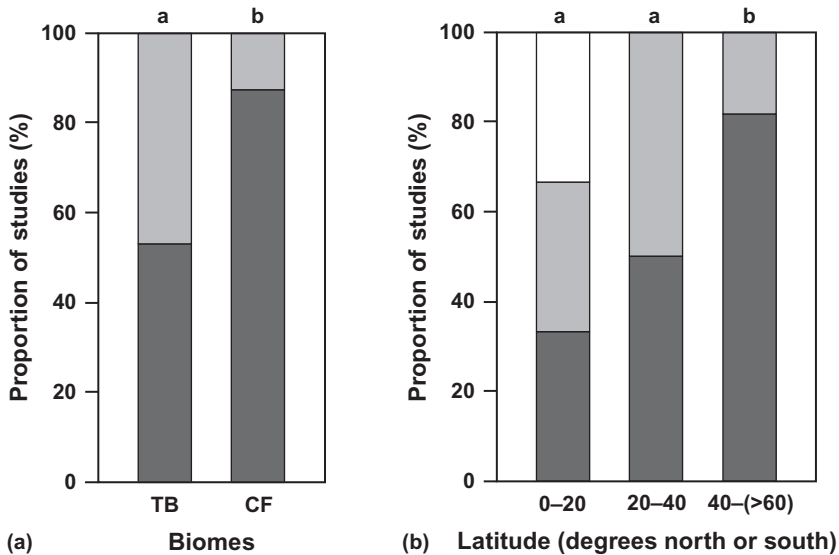 a b
100
80
60
40
20
0
Proportion of studies (%)
TB CF
(a) Biomes
a a b
100
80
60
40
20
0
Proportion of studies (%)
0–20 20–40 40–(>60)
(b) Latitude (degrees north or south)